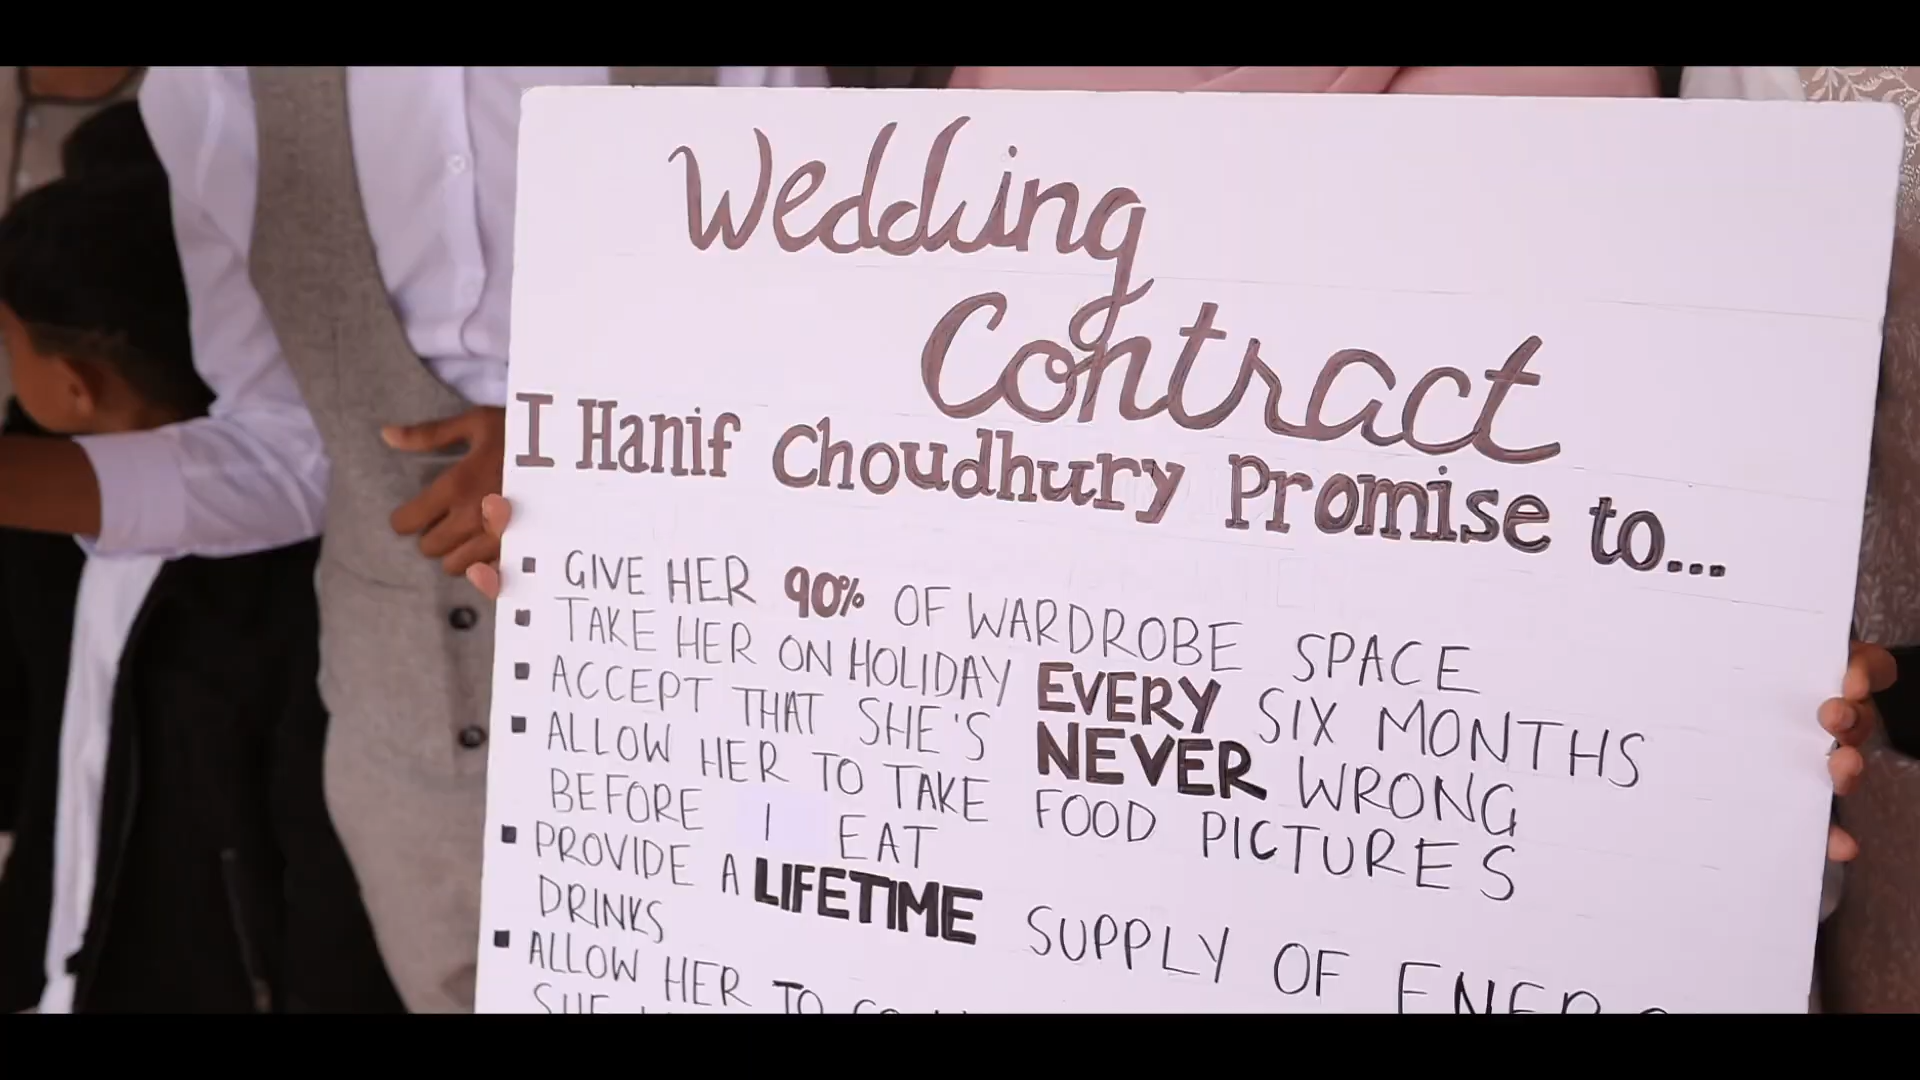 Wedding
Contract
I Hanif Choudhury Promise to...
▪ GIVE HER 90% OF WARDROBE SPACE
▪ TAKE HER ON HOLIDAY EVERY SIX MONTHS
▪ ACCEPT THAT SHE'S NEVER WRONG
▪ ALLOW HER TO TAKE FOOD PICTURES
BEFORE I EAT
▪ PROVIDE A LIFETIME SUPPLY OF
DRINKS
▪ ALLOW HER TO